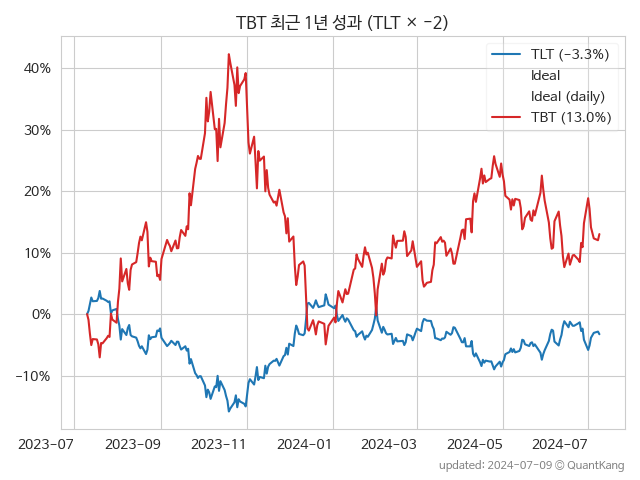 TBT 최근 1년 성과 (TLT × −2)
TLT (−3.3%)
Ideal
Ideal (daily)
TBT (13.0%)
40%
30%
20%
10%
0%
−10%
2023−07
2023−09
2023−11
2024−01
2024−03
2024−05
2024−07
updated: 2024−07−09 © QuantKang